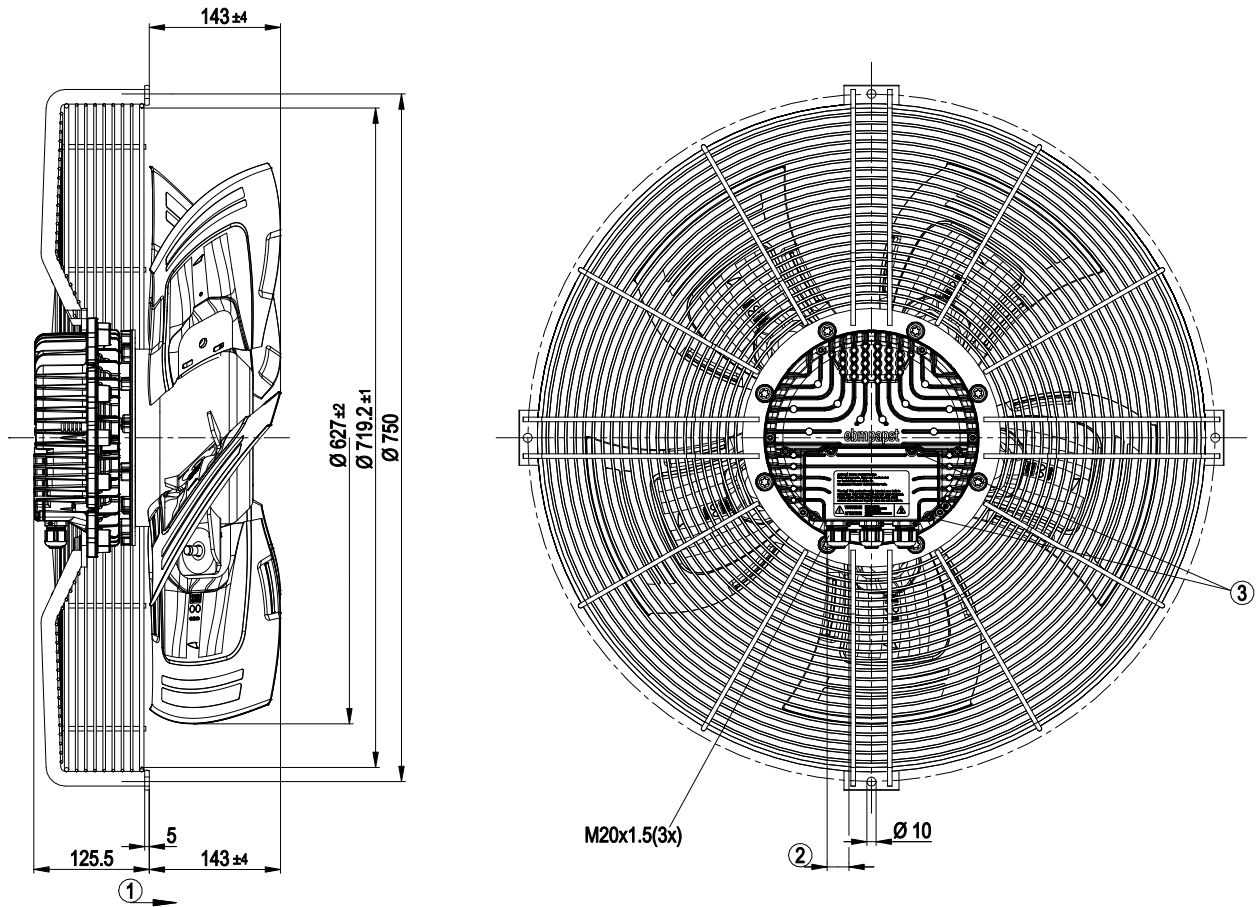 143 ±4
Ø 627 ±2
Ø 719.2 ±1
Ø 750
ebmpapst
3
M20x1.5(3x)
Ø 10
2
5
125.5
143 ±4
1